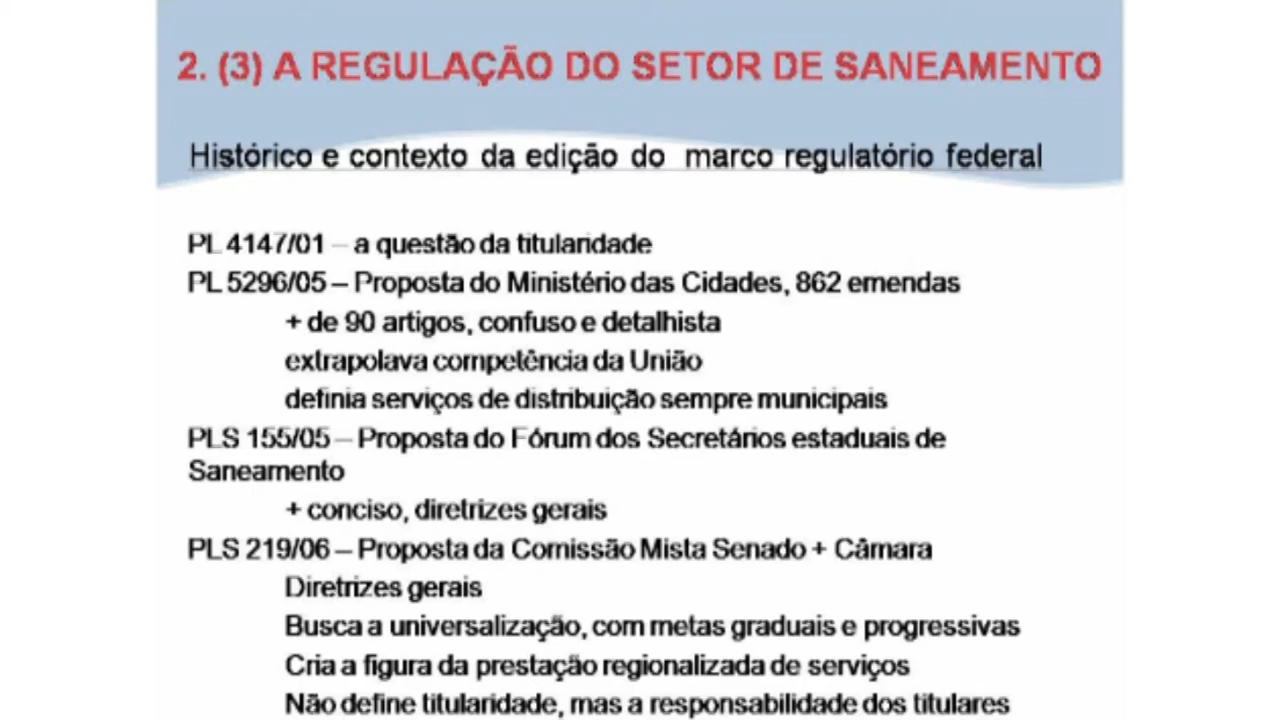 2. (3) A REGULAÇÃO DO SETOR DE SANEAMENTO
Histórico e contexto da edição do marco regulatório federal
PL 4147/01 – a questão da titularidade
PL 5296/05 – Proposta do Ministério das Cidades, 862 emendas
+ de 90 artigos, confuso e detalhista
extrapolava competência da União
definia serviços de distribuição sempre municipais
PLS 155/05 – Proposta do Fórum dos Secretários estaduais de
Saneamento
+ conciso, diretrizes gerais
PLS 219/06 – Proposta da Comissão Mista Senado + Câmara
Diretrizes gerais
Busca a universalização, com metas graduais e progressivas
Cria a figura da prestação regionalizada de serviços
Não define titularidade, mas a responsabilidade dos titulares